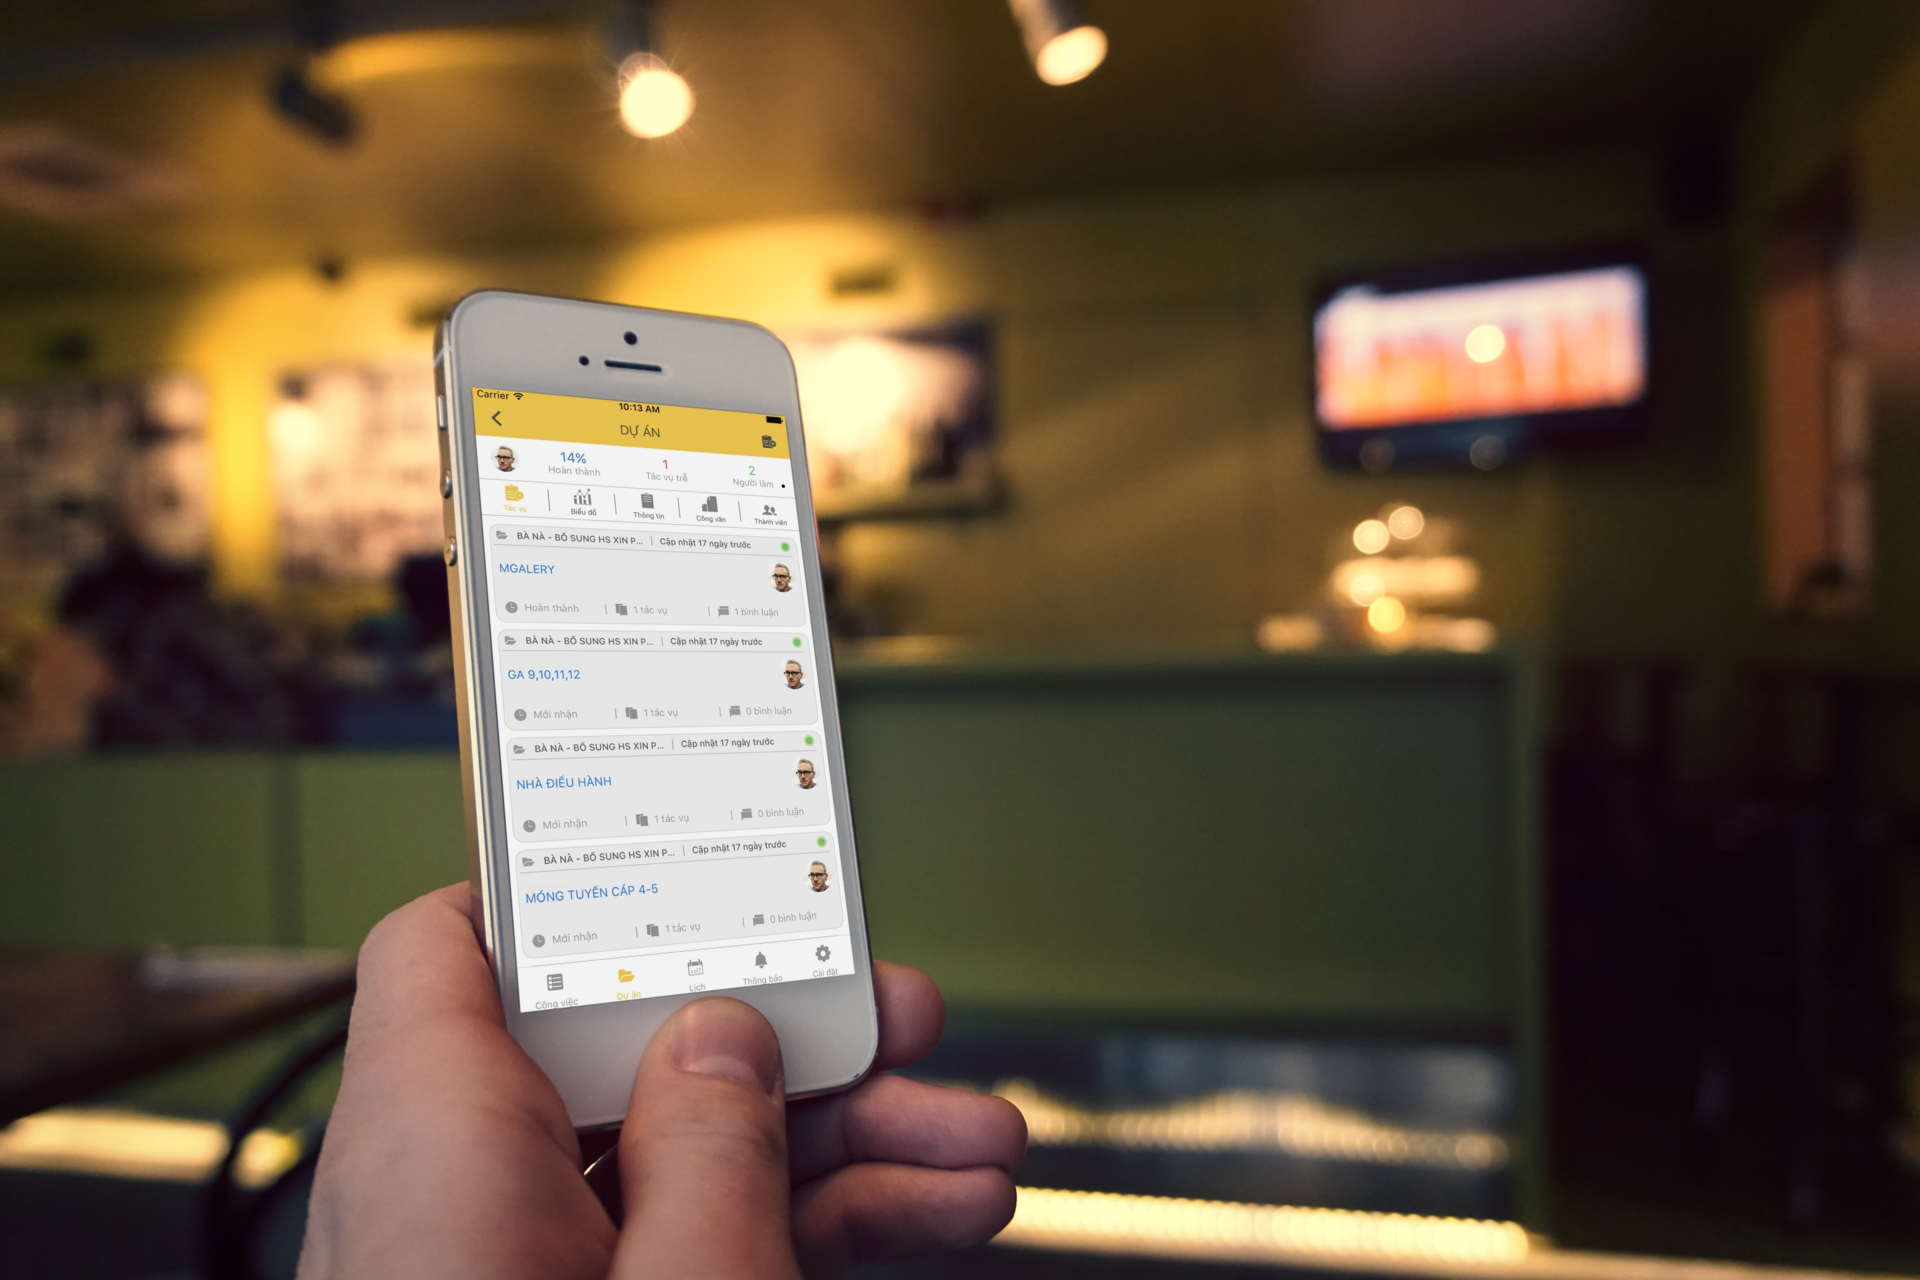 Carrier 10:13 AM
DỰ ÁN
14% 1 2
Hoàn thành Tác vụ trễ Người làm
Tác vụ Biểu đồ Thông tin Công văn Thành viên
BÀ NÀ - BỔ SUNG HS XIN P... | Cập nhật 17 ngày trước
MGALERY
Hoàn thành | 1 tác vụ | 1 bình luận
BÀ NÀ - BỔ SUNG HS XIN P... | Cập nhật 17 ngày trước
GA 9,10,11,12
Mới nhận | 1 tác vụ | 0 bình luận
BÀ NÀ - BỔ SUNG HS XIN P... | Cập nhật 17 ngày trước
NHÀ ĐIỀU HÀNH
Mới nhận | 1 tác vụ | 0 bình luận
BÀ NÀ - BỔ SUNG HS XIN P... | Cập nhật 17 ngày trước
MÓNG TUYẾN CÁP 4-5
Mới nhận | 1 tác vụ | 0 bình luận
Công việc Dự án Lịch Thông báo Cài đặt